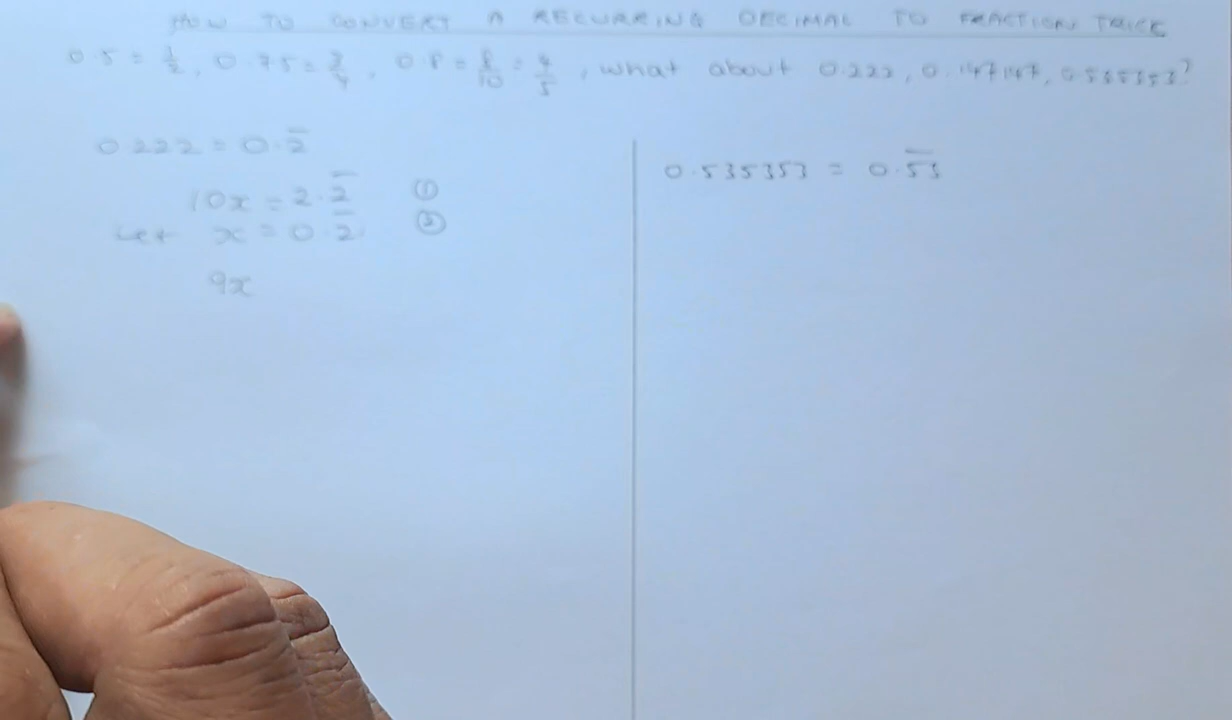 HOW TO CONVERT A RECURRING DECIMAL TO FRACTION TRICK
0.5 = 1/2, 0.75 = 3/4, 0.8 = 8/10 = 4/5, what about 0.222, 0.147147, 0.535353?
0.222 = 0.2̅
10x = 2.2̅ ①
Let x = 0.2̅ ②
9x
0.535353 = 0.5̅3̅